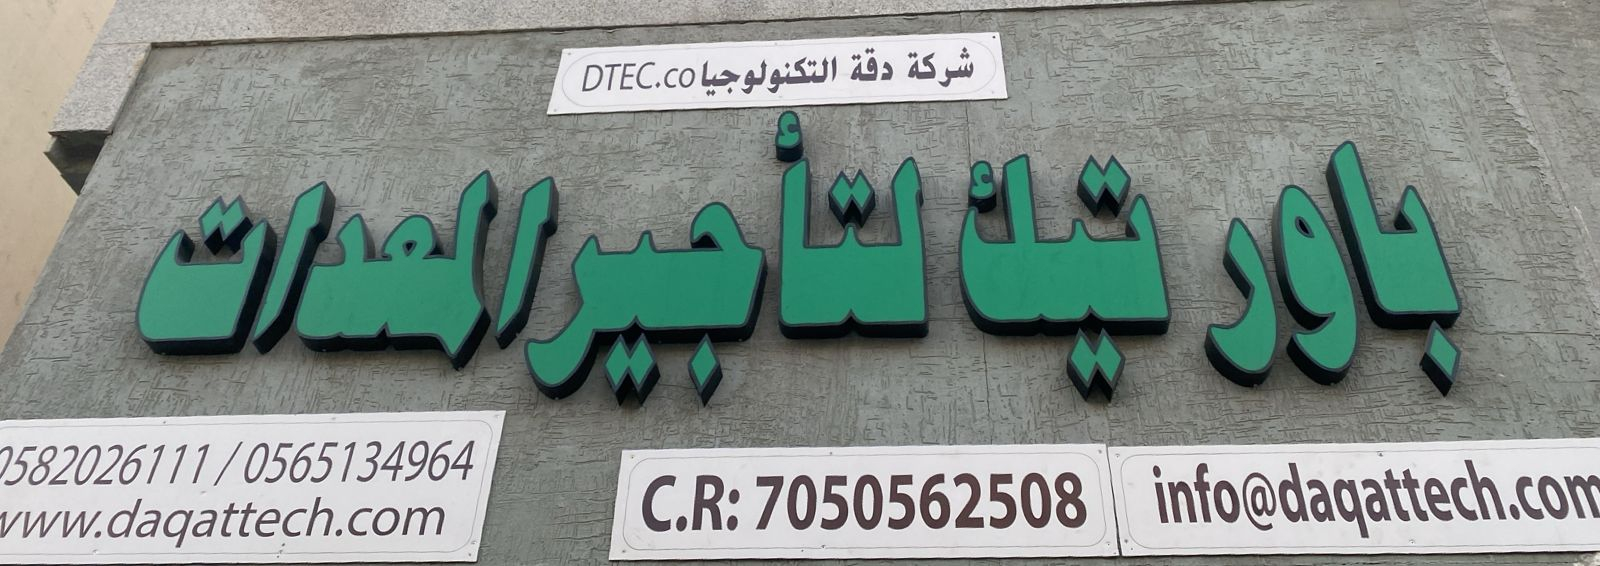 شركة دقة التكنولوجيا DTEC.co
باور تيك لتأجير المعدات
0582026111 / 0565134964
www.daqattech.com
C.R: 7050562508
info@daqattech.com